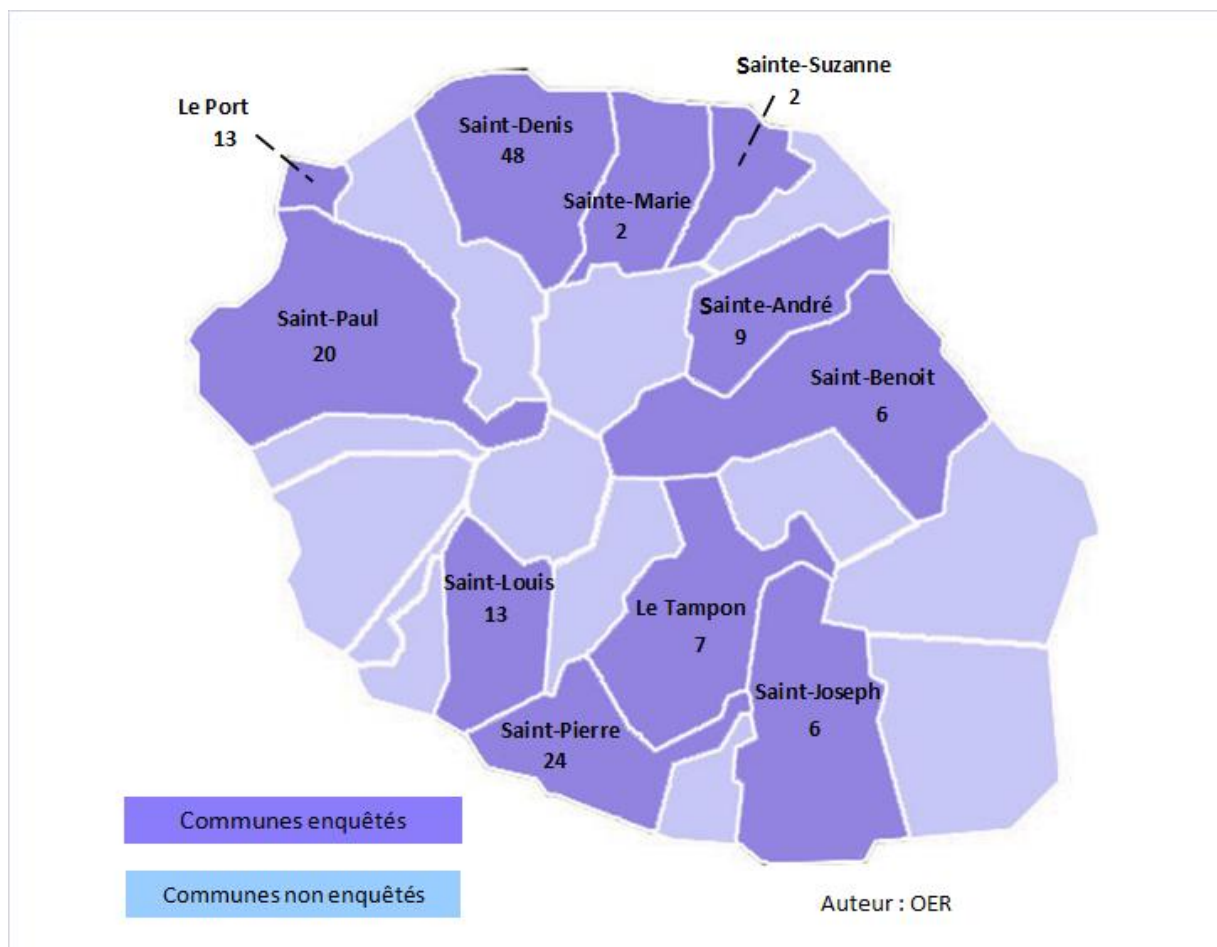 Sainte-Suzanne
2
Le Port
13
Saint-Denis
48
Sainte-Marie
2
Saint-Paul
20
Sainte-André
9
Saint-Benoit
6
Saint-Louis
13
Le Tampon
7
Saint-Joseph
6
Saint-Pierre
24
Communes enquêtés
Communes non enquêtés
Auteur : OER